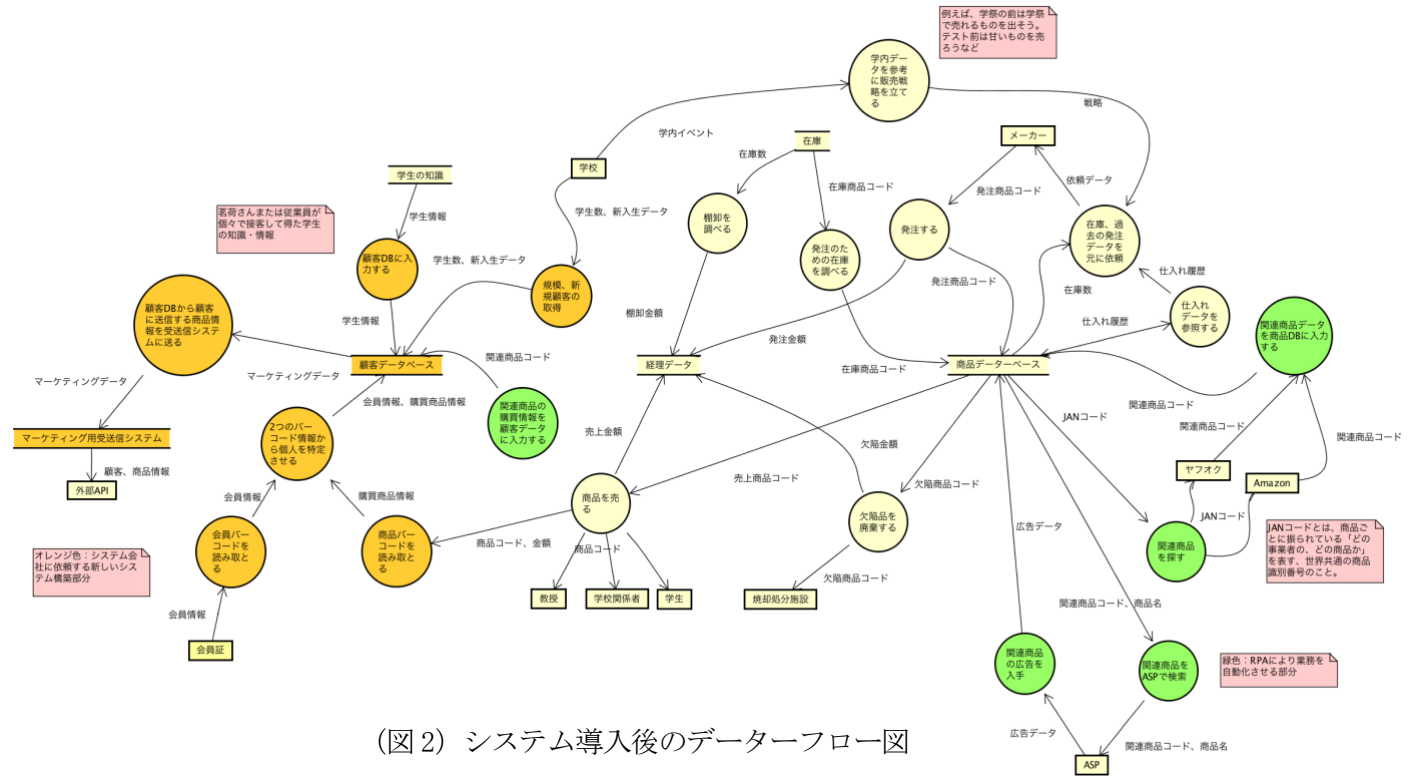 例えば、学祭の前は学祭
で売れるものを出そう。
テスト前は甘いものを売
ろうなど
学内デー
タを参考
に販売戦
略を立て
る
戦略
学内イベント
在庫
メーカー
在庫数
学校
学生の知識
在庫商品コード
発注商品コード
依頼データ
茗荷さんまたは従業員が
個々で接客して得た学生
の知識・情報
学生情報
学生数、新入生データ
棚卸を
調べる
発注する
在庫、過
去の発注
データを
元に依頼
発注のた
めの在庫
を調べる
顧客DBに入
力する
学生数、新入生データ
規模、新
規顧客の
取得
仕入れ履歴
発注商品コード
在庫数
顧客DBから顧客
に送信する商品
情報を受送信シス
テムに送る
学生情報
棚卸金額
仕入れ履歴
仕入れ
データを
参照する
関連商品データ
を商品DBに入力
する
発注金額
関連商品コード
顧客データベース
経理データ
商品データーベース
在庫商品コード
マーケティングデータ
マーケティングデータ
会員情報、購買商品情報
関連商品の
購買情報を
顧客データ
に入力する
関連商品コード
JANコード
関連商品コード
関連商品コード
2つのバー
コード情報か
ら個人を特定
させる
売上金額
欠陥金額
マーケティング用受送信システム
顧客、商品情報
外部API
ヤフオク
Amazon
売上商品コード
欠陥商品コード
会員情報
購買商品情報
商品を売
る
欠陥品を
廃棄する
JANコード
広告データ
会員バー
コードを
読み取と
る
商品バー
コードを
読み取と
る
商品コード、金額
商品コード
関連商品
を探す
JANコードとは、商品ご
とに振られている「どの
事業者の、どの商品か」
を表す、世界共通の商品
識別番号のこと。
オレンジ色：システム会
社に依頼する新しいシス
テム構築部分
欠陥商品コード
教授
学校関係者
学生
焼却処分施設
関連商品コード、商品名
会員情報
会員証
関連商品
の広告を
入手
関連商品を
ASPで検索
緑色：RPAにより業務を
自動化させる部分
広告データ
関連商品コード、商品名
ASP
（図２）システム導入後のデーターフロー図